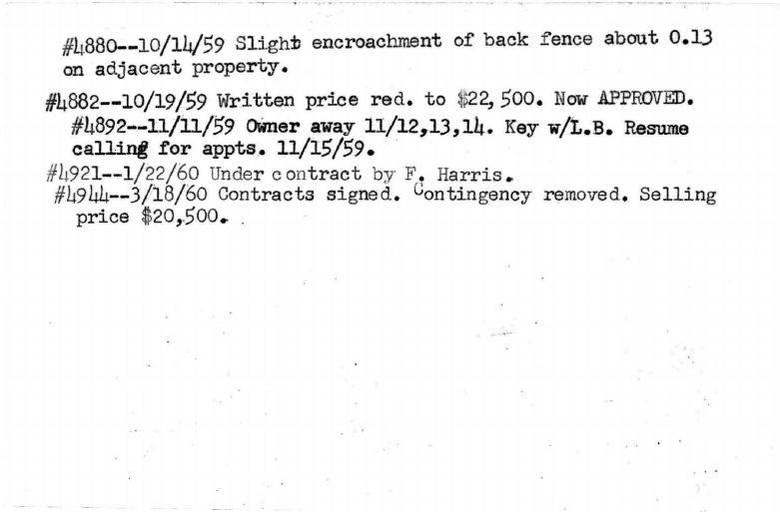 #4880--10/14/59 Slight encroachment of back fence about 0.13
on adjacent property.
#4882--10/19/59 Written price red. to $22,500. Now APPROVED.
#4892--11/11/59 Owner away 11/12,13,14. Key w/L.B. Resume
calling for appts. 11/15/59.
#4921--1/22/60 Under contract by F. Harris.
#4944--3/18/60 Contracts signed. Contingency removed. Selling
price $20,500.